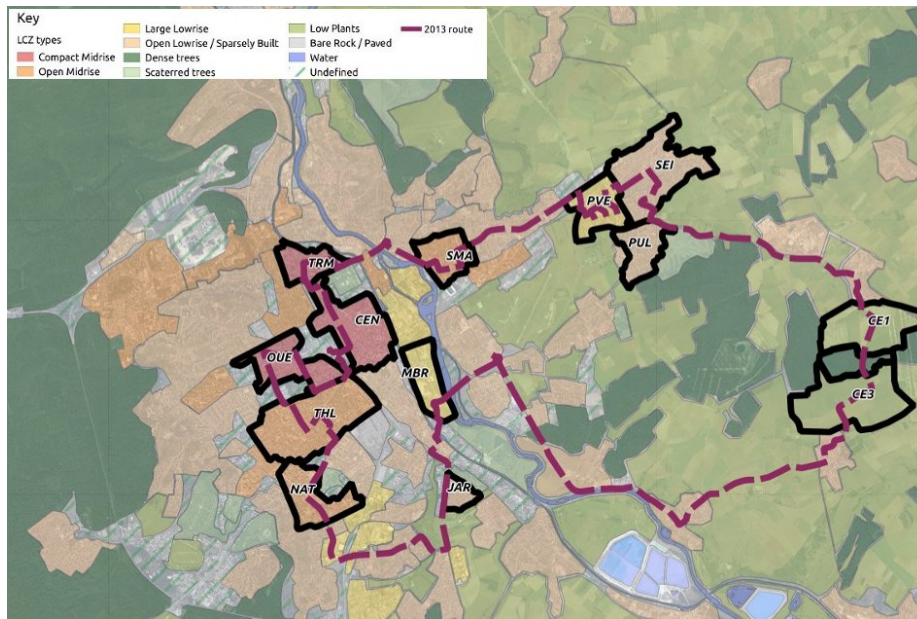 Key
LCZ types
Compact Midrise
Open Midrise
Large Lowrise
Open Lowrise / Sparsely Built
Dense trees
Scaterred trees
Low Plants
Bare Rock / Paved
Water
Undefined
2013 route
SEI
PVE
PUL
SMA
TRM
CEN
CE1
OUE
MBR
CE3
THL
NAT
JAR